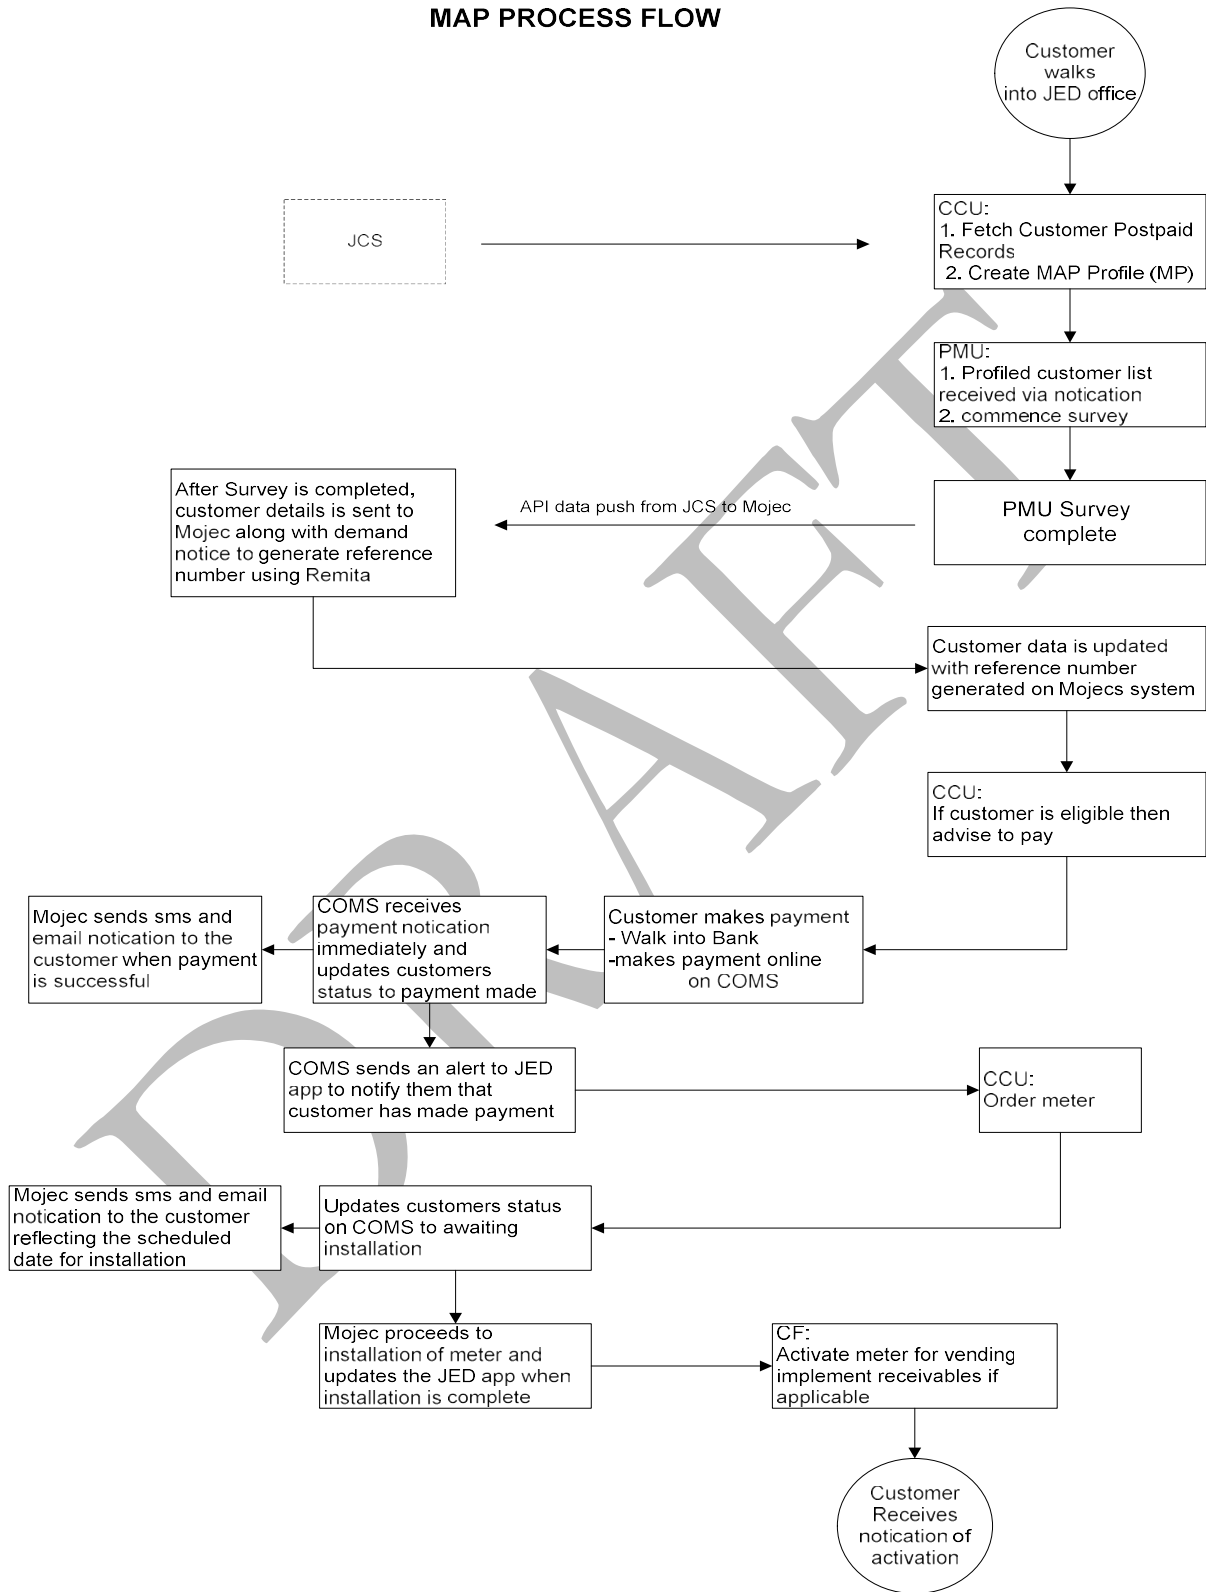 MAP PROCESS FLOW
Customer
walks
into JED office
JCS
CCU:
1. Fetch Customer Postpaid
Records
2. Create MAP Profile (MP)
PMU:
1. Profiled customer list
received via notication
2. commence survey
After Survey is completed,
customer details is sent to
Mojec along with demand
notice to generate reference
number using Remita
API data push from JCS to Mojec
PMU Survey
complete
Customer data is updated
with reference number
generated on Mojecs system
CCU:
If customer is eligible then
advise to pay
Mojec sends sms and
email notication to the
customer when payment
is successful
COMS receives
payment notication
immediately and
updates customers
status to payment made
Customer makes payment
- Walk into Bank
-makes payment online
on COMS
COMS sends an alert to JED
app to notify them that
customer has made payment
CCU:
Order meter
Mojec sends sms and email
notication to the customer
reflecting the scheduled
date for installation
Updates customers status
on COMS to awaiting
installation
Mojec proceeds to
installation of meter and
updates the JED app when
installation is complete
CF:
Activate meter for vending
implement receivables if
applicable
Customer
Receives
notication of
activation
DRAFT